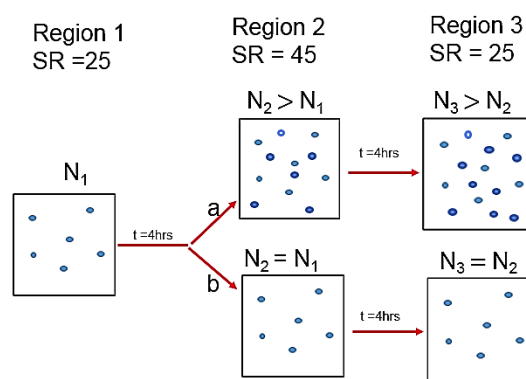 Region 1
SR =25
Region 2
SR = 45
Region 3
SR = 25
N₂ > N₁
N₃ > N₂
N₁
t =4hrs
a
b
t =4hrs
N₂ = N₁
N₃ = N₂
t =4hrs